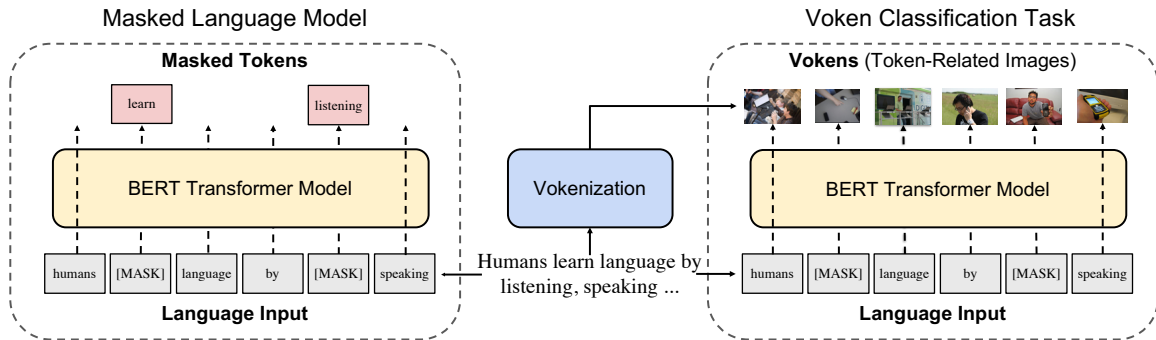 Masked Language Model
Masked Tokens
learn
listening
BERT Transformer Model
humans
[MASK]
language
by
[MASK]
speaking
Language Input
Vokenization
Humans learn language by
listening, speaking ...
Voken Classification Task
Vokens (Token-Related Images)
BERT Transformer Model
humans
[MASK]
language
by
[MASK]
speaking
Language Input